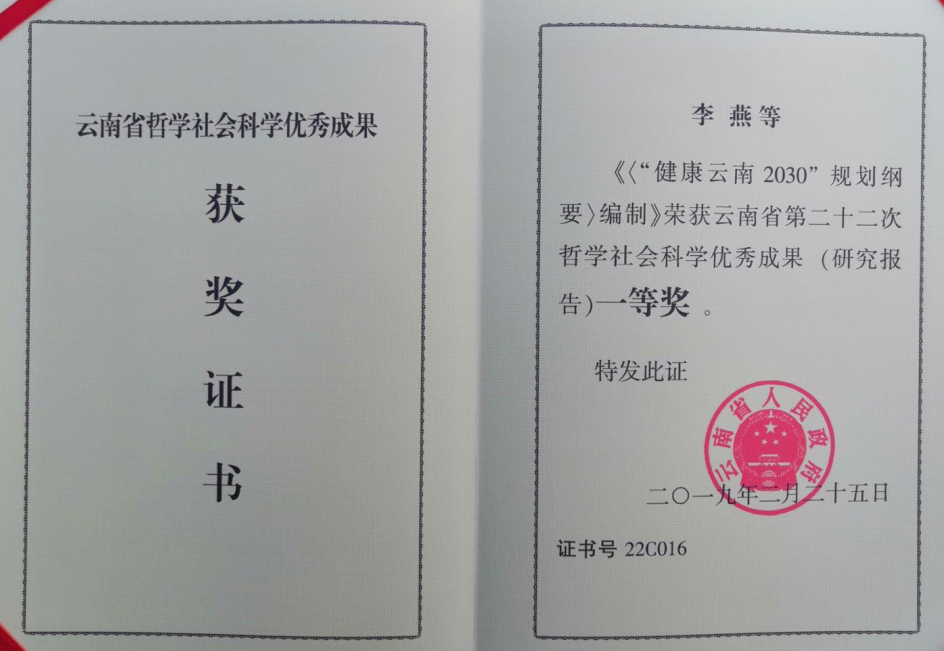 云南省哲学社会科学优秀成果
获
奖
证
书
李 燕等
《〈“健康云南 2030”规划纲
要〉编制》荣获云南省第二十二次
哲学社会科学优秀成果（研究报
告）一等奖。
特发此证
云南省人民政府
二〇一九年二月二十五日
证书号 22C016